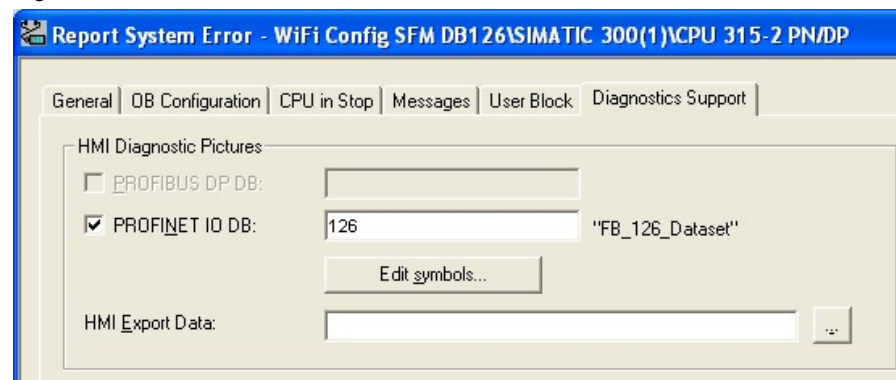 Report System Error - WiFi Config SFM DB126\SIMATIC 300(1)\CPU 315-2 PN/DP
General OB Configuration CPU in Stop Messages User Block Diagnostics Support
HMI Diagnostic Pictures
PROFIBUS DP DB:
PROFINET IO DB: 126 "FB_126_Dataset"
Edit symbols...
HMI Export Data: ...